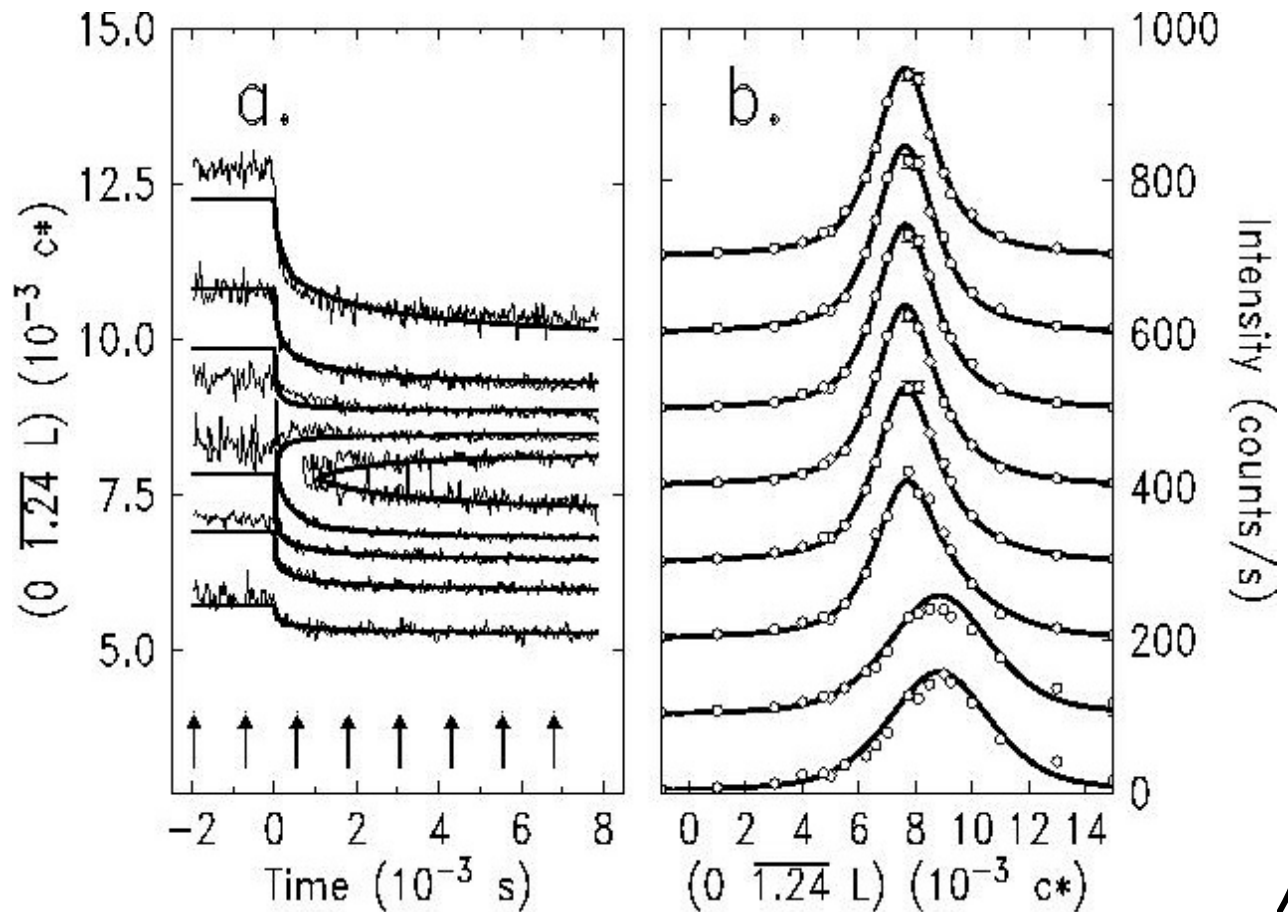 15.0
12.5
10.0
7.5
5.0
(0 1.24 L) (10⁻³ c*)
a.
−2 0 2 4 6 8
Time (10⁻³ s)
b.
1000
800
600
400
200
0
Intensity (counts/s)
0 2 4 6 8 10 12 14
(0 1.24 L) (10⁻³ c*)